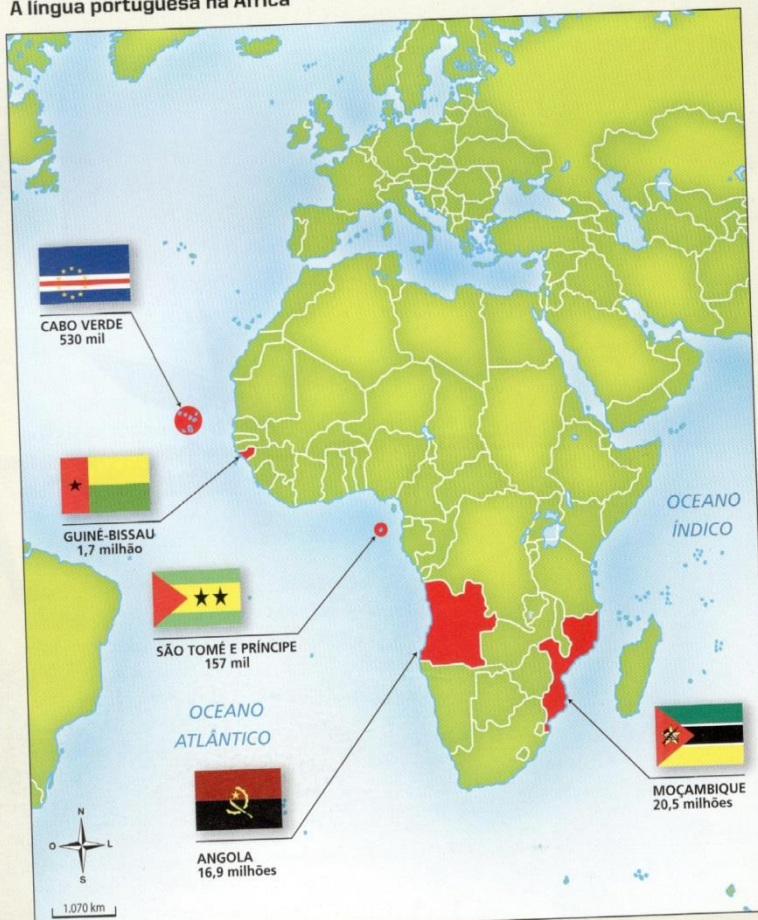 A língua portuguesa na África
CABO VERDE
530 mil
GUINÉ-BISSAU
1,7 milhão
SÃO TOMÉ E PRÍNCIPE
157 mil
OCEANO
ÍNDICO
OCEANO
ATLÂNTICO
MOÇAMBIQUE
20,5 milhões
ANGOLA
16,9 milhões
N
O
L
S
1.070 km